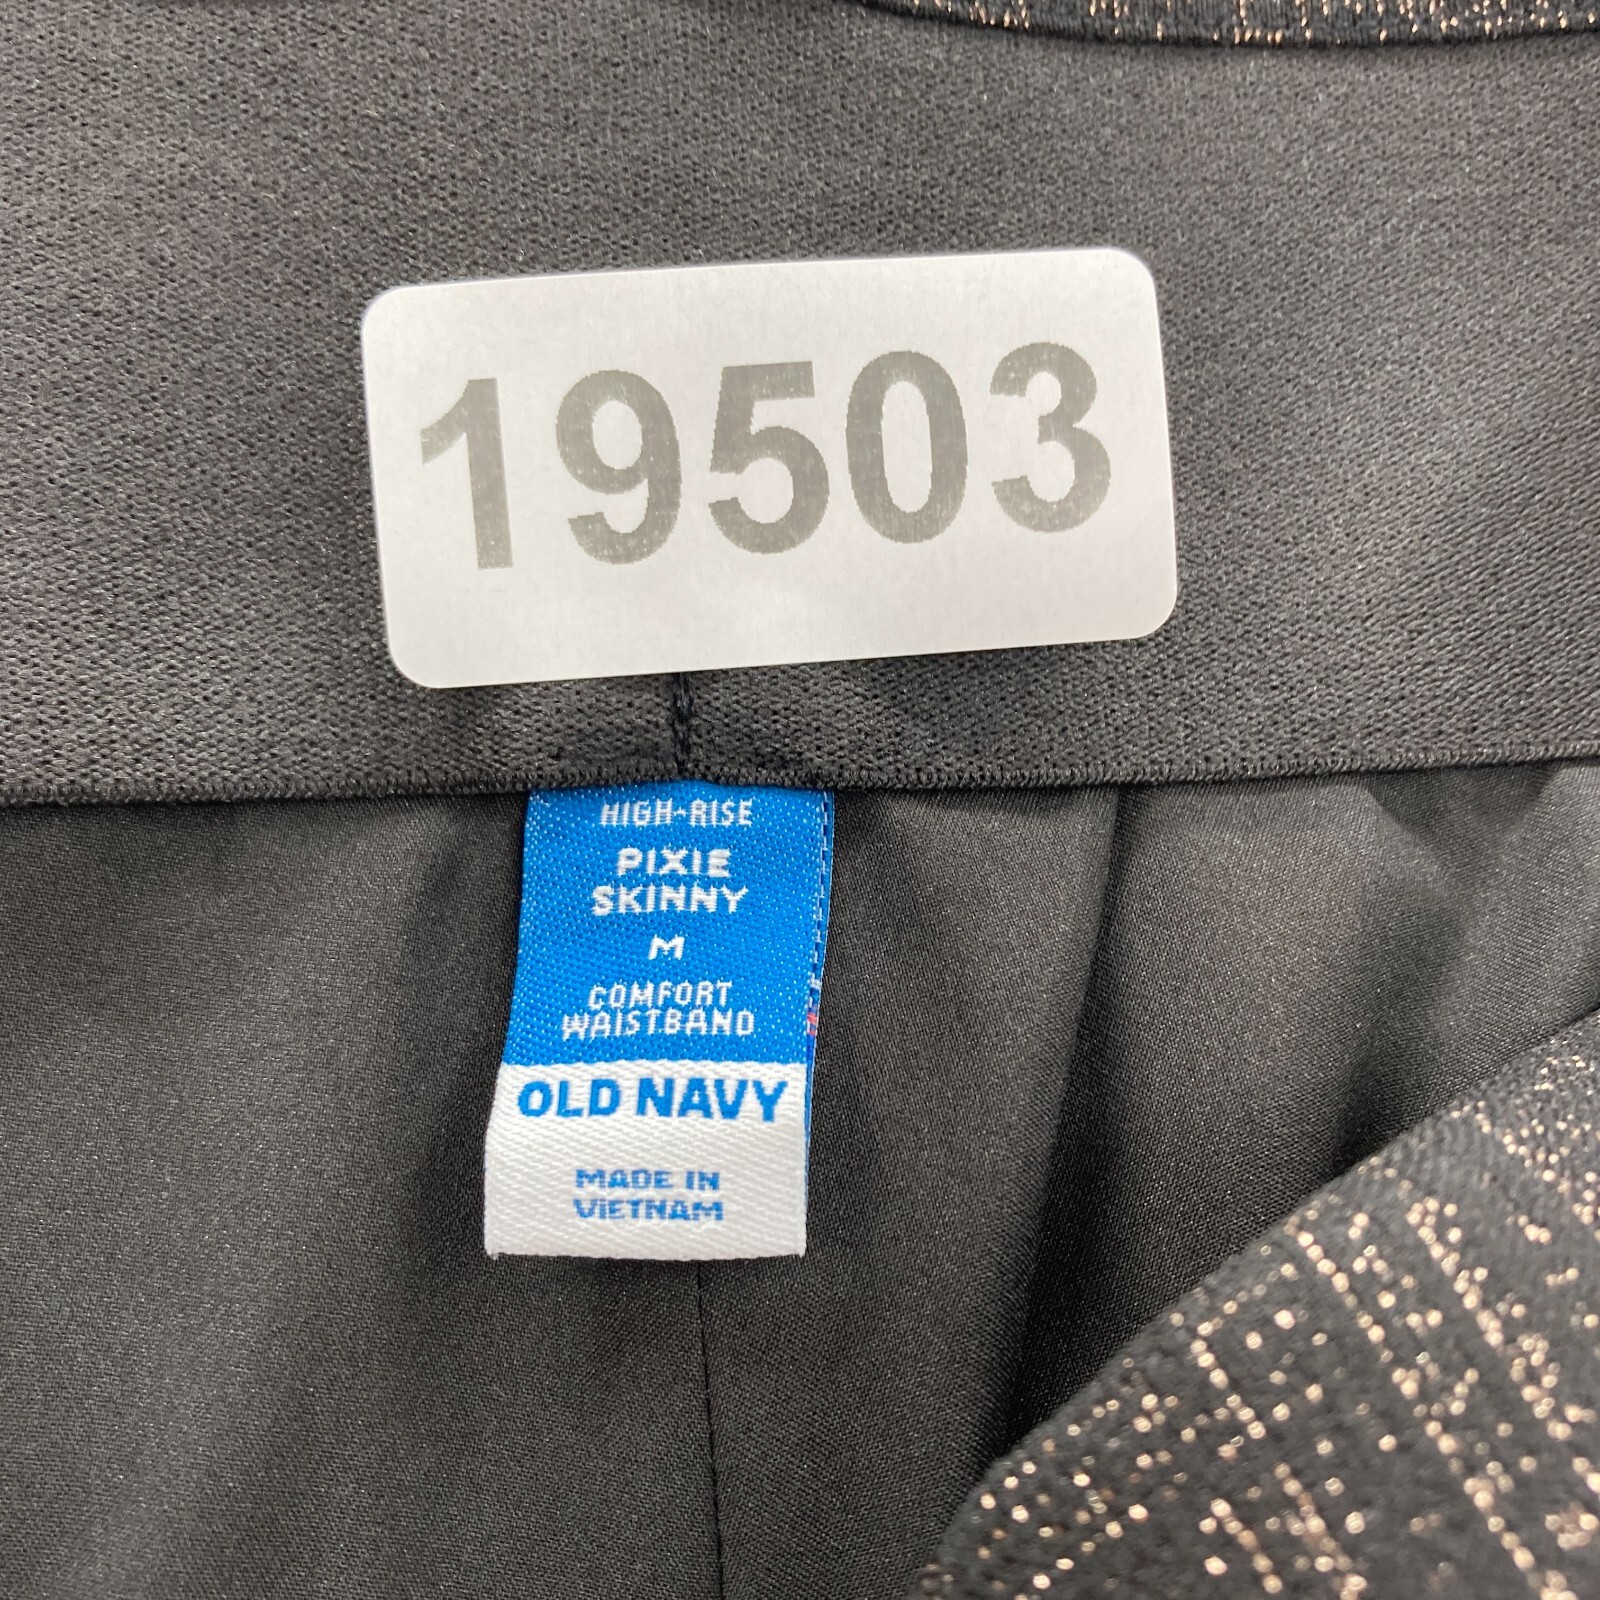 19503
HIGH-RISE
PIXIE
SKINNY
M
COMFORT
WAISTBAND
OLD NAVY
MADE IN
VIETNAM